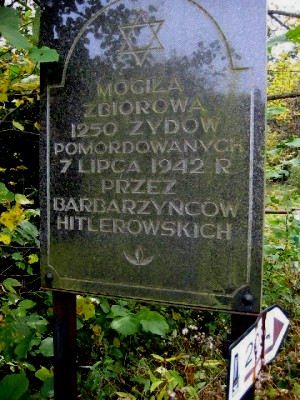 MOGIŁA
ZBIOROWA
1250 ŻYDÓW
POMORDOWANYCH
7 LIPCA 1942 R
PRZEZ
BARBARZYŃCÓW
HITLEROWSKICH